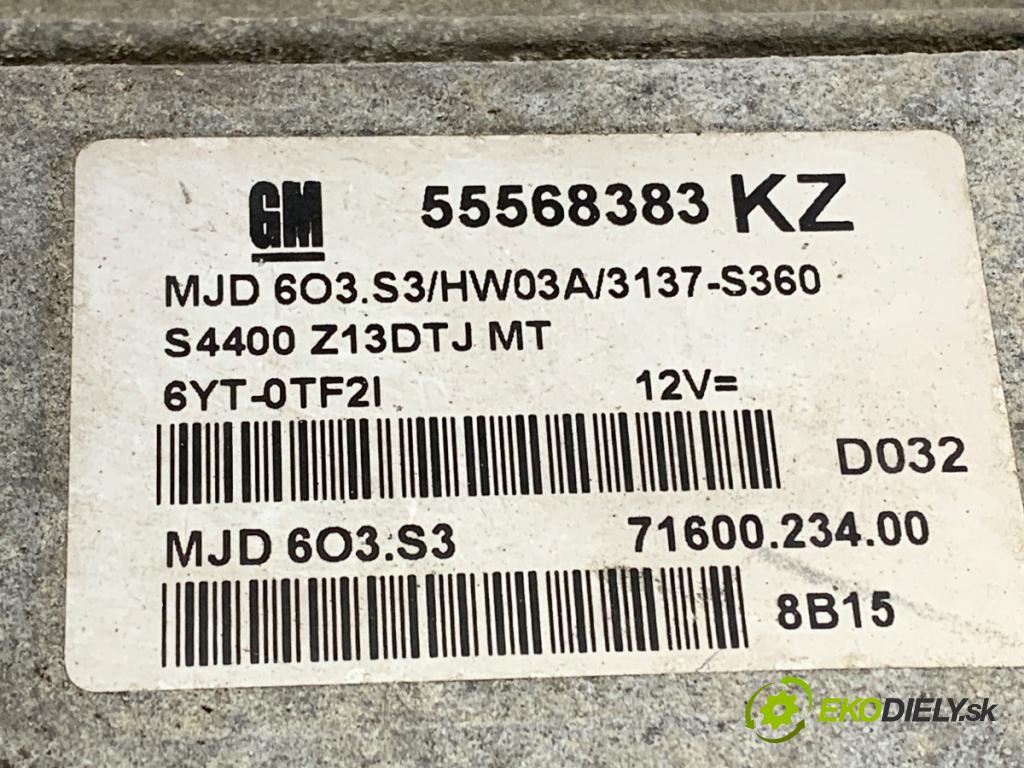 GM 55568383 KZ
MJD 6O3.S3/HW03A/3137-S360
S4400 Z13DTJ MT
6YT-0TF2I 12V=
D032
MJD 6O3.S3 71600.234.00
8B15
EKODIELY.sk